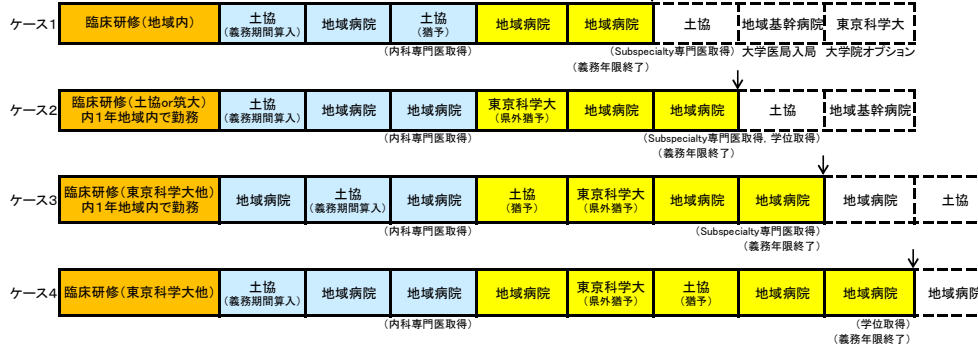 ケース1 臨床研修(地域内) 土協 地域病院 土協 地域病院 地域病院 土協 地域基幹病院 東京科学大
(義務期間算入) (猶予)
(内科専門医取得) (Subspecialty専門医取得) 大学医局入局 大学院オプション
(義務年限終了)
ケース2 臨床研修(土協or筑大) 土協 地域病院 地域病院 東京科学大 地域病院 地域病院 土協 地域基幹病院
内1年地域内で勤務 (義務期間算入) (県外猶予)
(内科専門医取得) (Subspecialty専門医取得, 学位取得)
(義務年限終了)
ケース3 臨床研修(東京科学大他) 地域病院 土協 地域病院 土協 東京科学大 地域病院 地域病院 地域病院 土協
内1年地域内で勤務 (義務期間算入) (猶予) (県外猶予)
(内科専門医取得) (Subspecialty専門医取得)
(義務年限終了)
ケース4 臨床研修(東京科学大他) 土協 地域病院 地域病院 地域病院 東京科学大 土協 地域病院 地域病院 地域病院
(義務期間算入) (県外猶予) (猶予)
(内科専門医取得) (学位取得)
(義務年限終了)